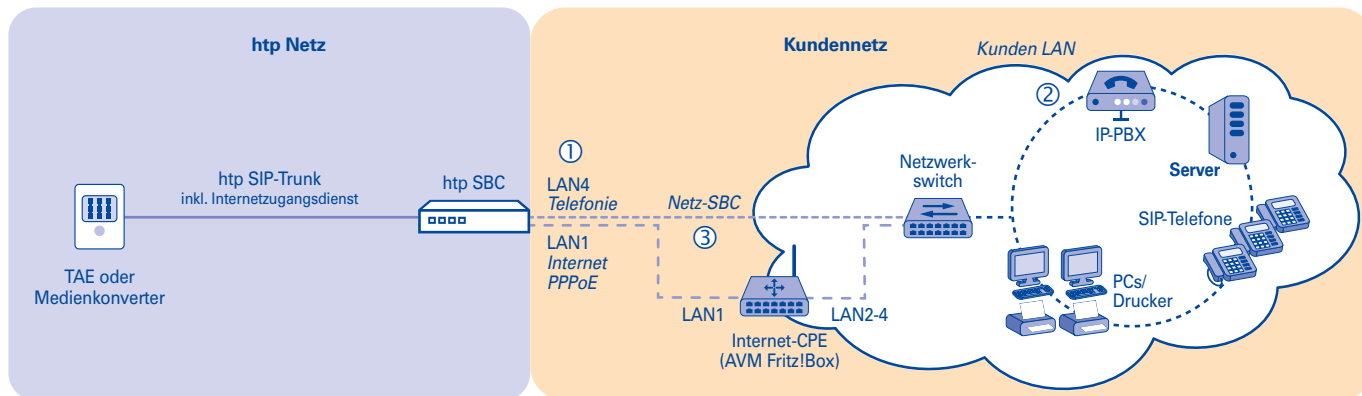 htp Netz
Kundennetz
Kunden LAN
②
IP-PBX
Server
Netzwerk-
switch
①
LAN4
Telefonie
htp SIP-Trunk
inkl. Internetzugangsdienst
htp SBC
Netz-SBC
③
SIP-Telefone
LAN1
Internet
PPPoE
TAE oder
Medienkonverter
PCs/
Drucker
LAN1
LAN2-4
Internet-CPE
(AVM Fritz!Box)